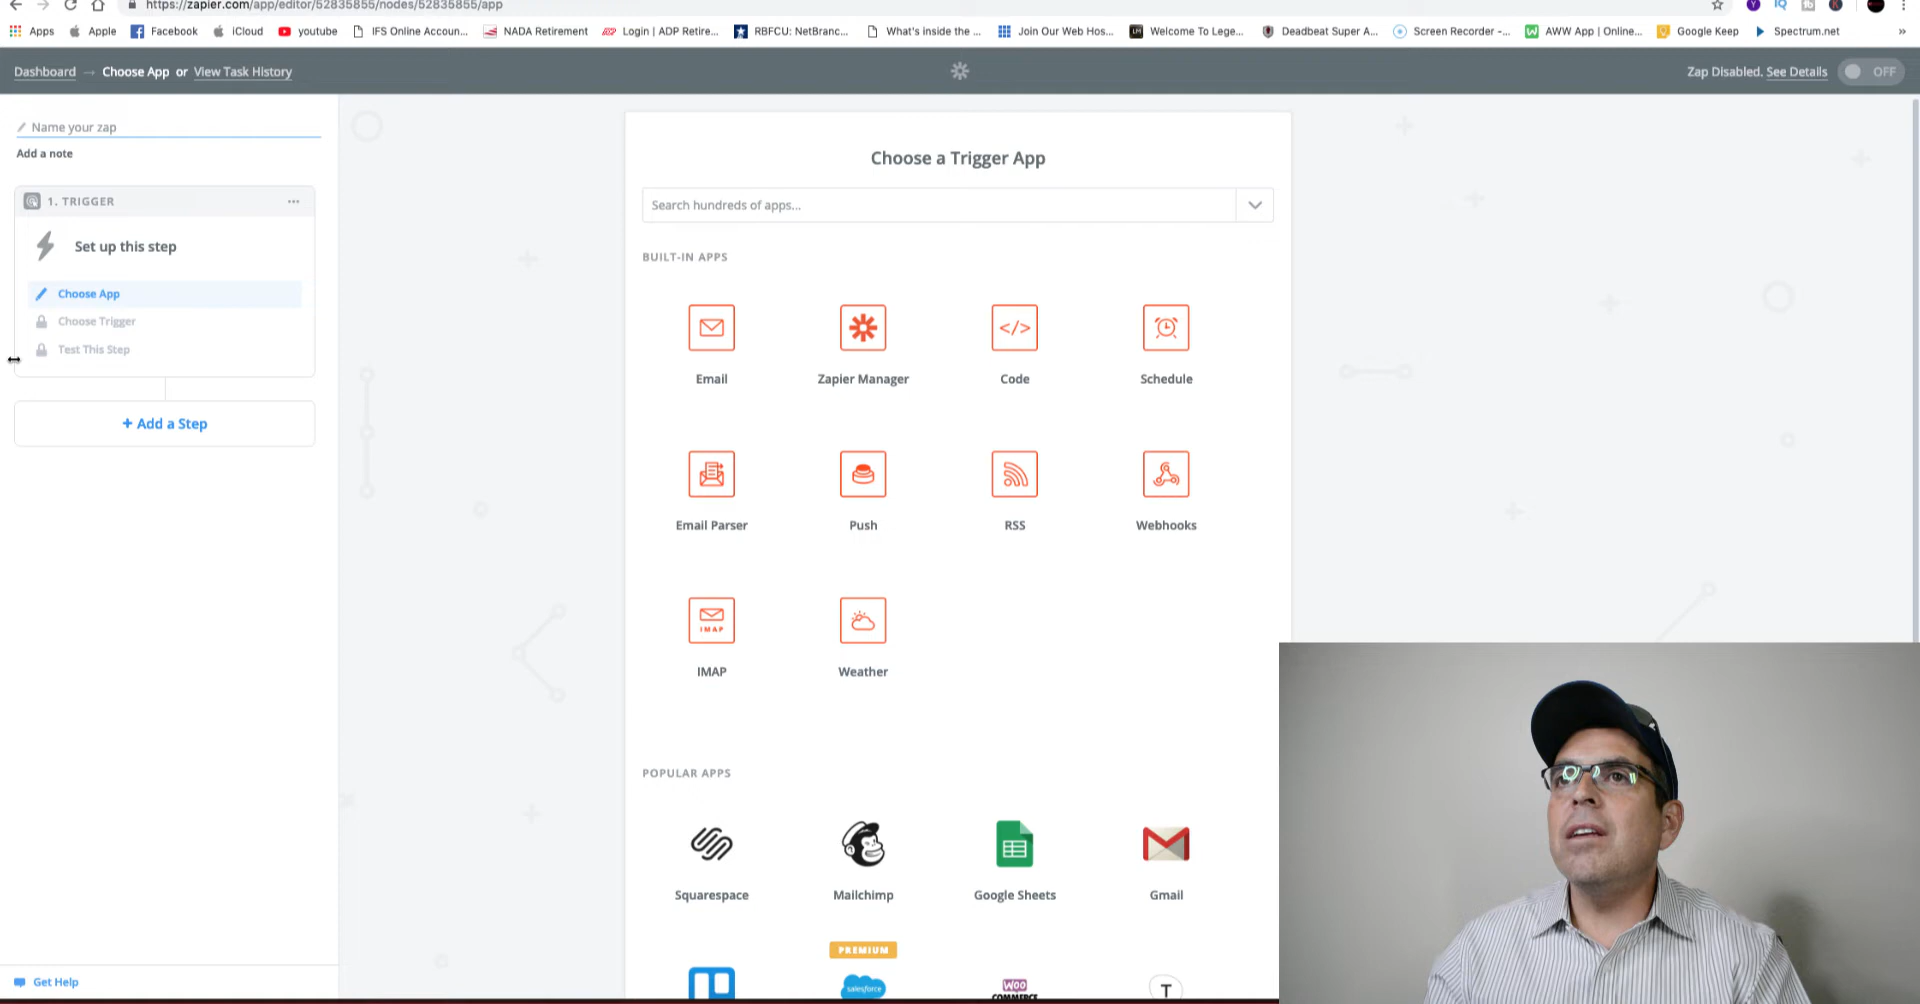 https://zapier.com/app/editor/52835855/nodes/52835855/app
Apps Apple Facebook iCloud youtube IFS Online Accoun... NADA Retirement Login | ADP Retire... RBFCU: NetBranc... What's inside the ... Join Our Web Hos... Welcome To Lege... Deadbeat Super A... Screen Recorder -... AWW App | Online... Google Keep Spectrum.net »
Dashboard → Choose App or View Task History
Zap Disabled. See Details OFF
Name your zap
Add a note
1. TRIGGER
Set up this step
Choose App
Choose Trigger
Test This Step
+ Add a Step
Get Help
Choose a Trigger App
Search hundreds of apps...
BUILT-IN APPS
Email Zapier Manager Code Schedule
Email Parser Push RSS Webhooks
IMAP
IMAP Weather
POPULAR APPS
Squarespace Mailchimp Google Sheets Gmail
PREMIUM
salesforce
WOO
COMMERCE
T